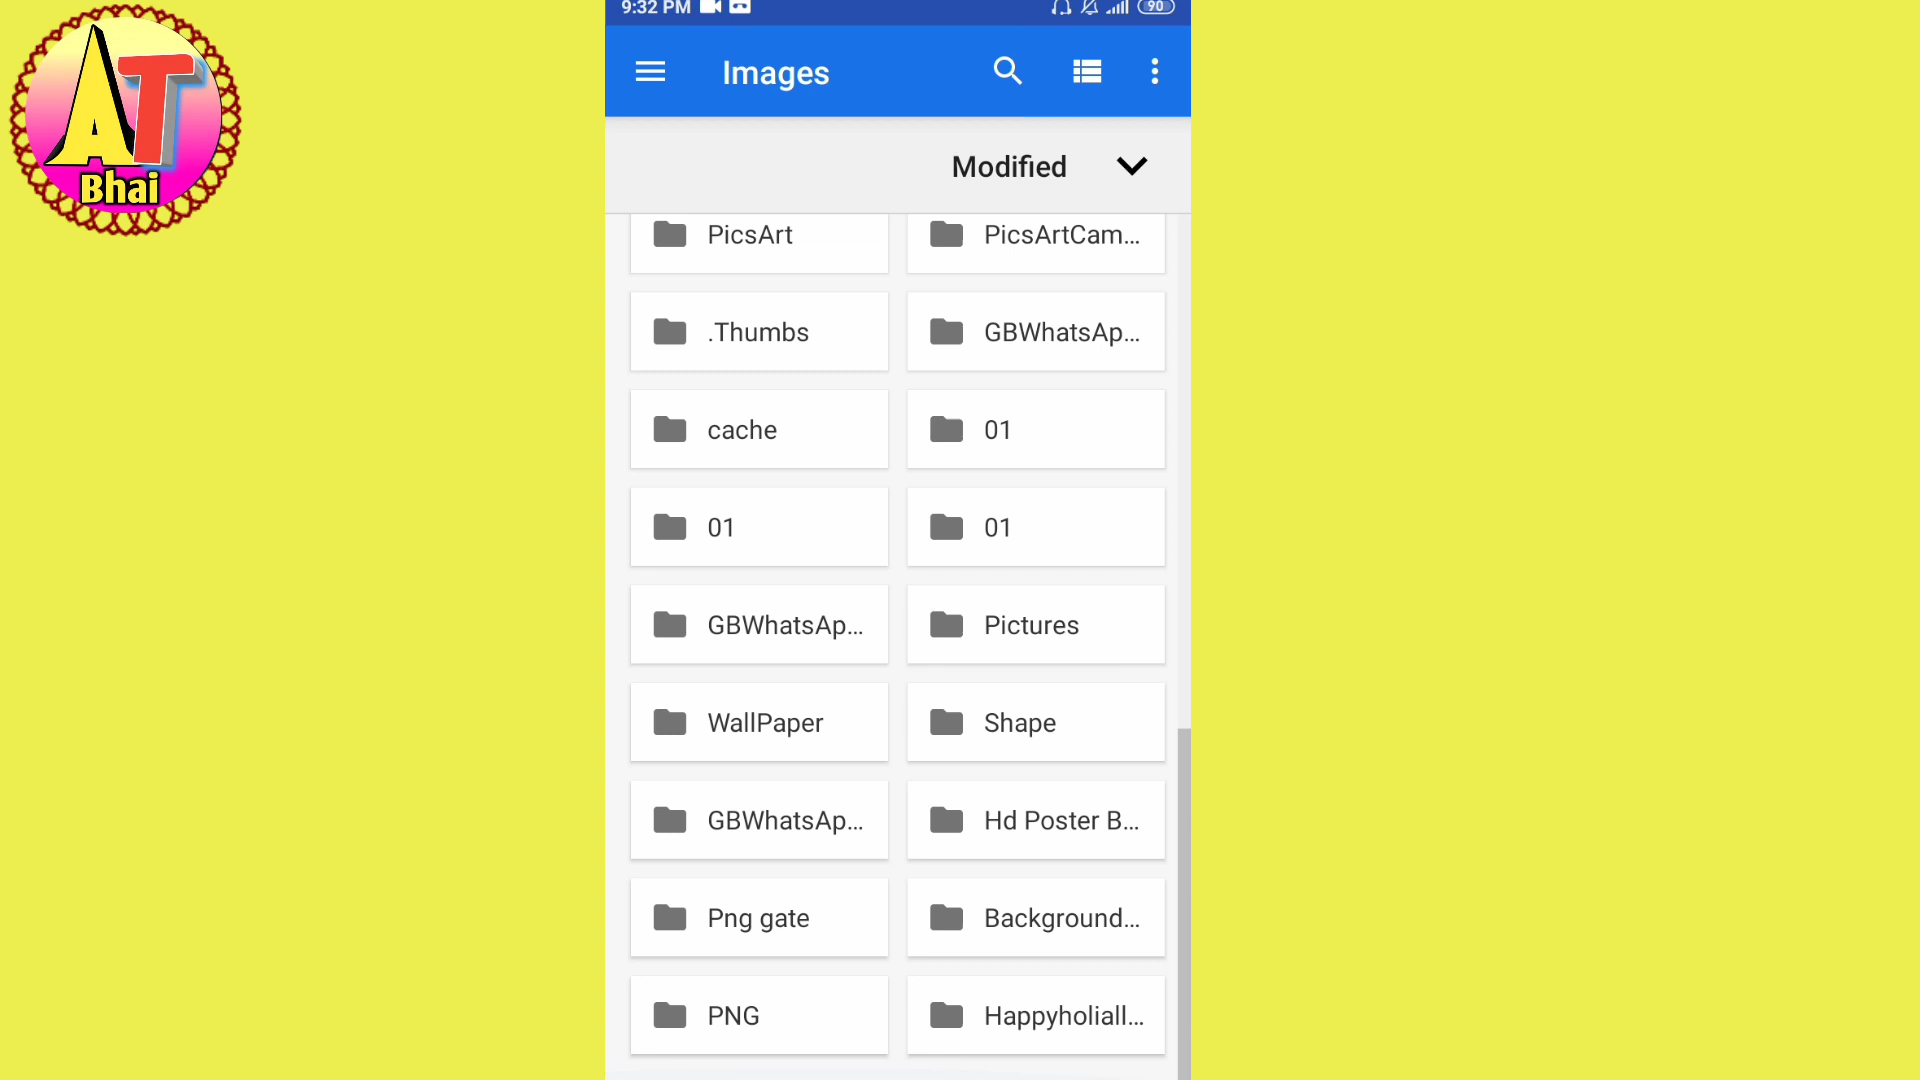 AT
Bhai
9:32 PM
90
Images
Modified
PicsArt
PicsArtCam...
.Thumbs
GBWhatsAp...
cache
01
01
01
GBWhatsAp...
Pictures
WallPaper
Shape
GBWhatsAp...
Hd Poster B...
Png gate
Background...
PNG
Happyholiall...